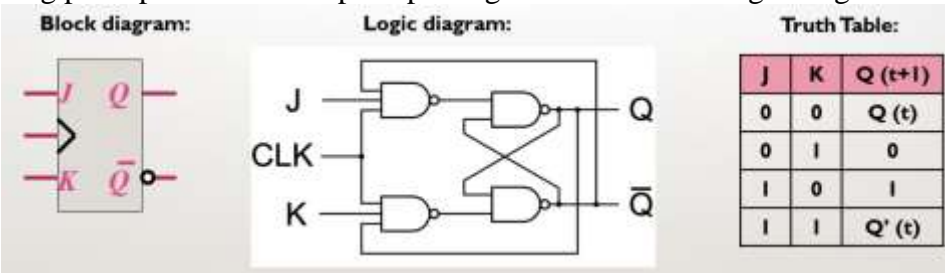 Block diagram:
Logic diagram:
Truth Table:
J Q
K Q̅
J
CLK
K
Q
Q̅
J K Q (t+1)
0 0 Q (t)
0 1 0
1 0 1
1 1 Q' (t)